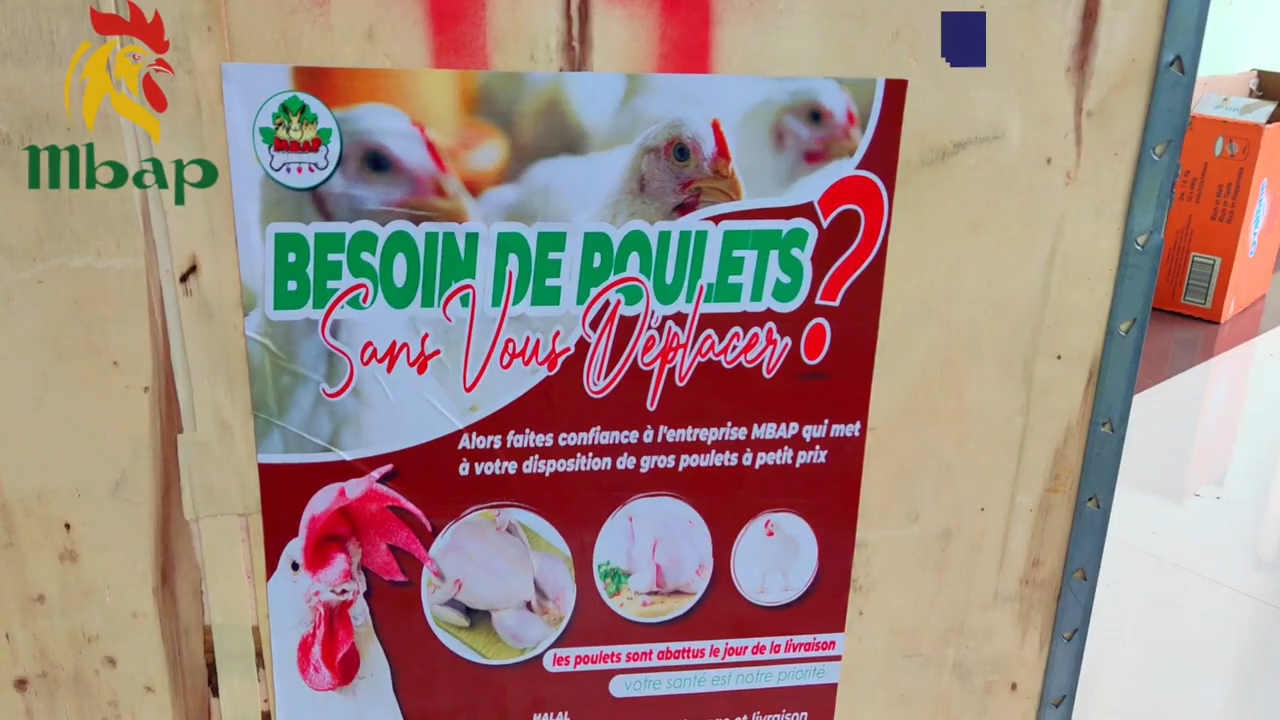 Mbap
MBAP
BESOIN DE POULETS ?
Sans Vous Déplacer
Alors faites confiance à l'entreprise MBAP qui met
à votre disposition de gros poulets à petit prix
les poulets sont abattus le jour de la livraison
votre santé est notre priorité
HALAL
et livraison